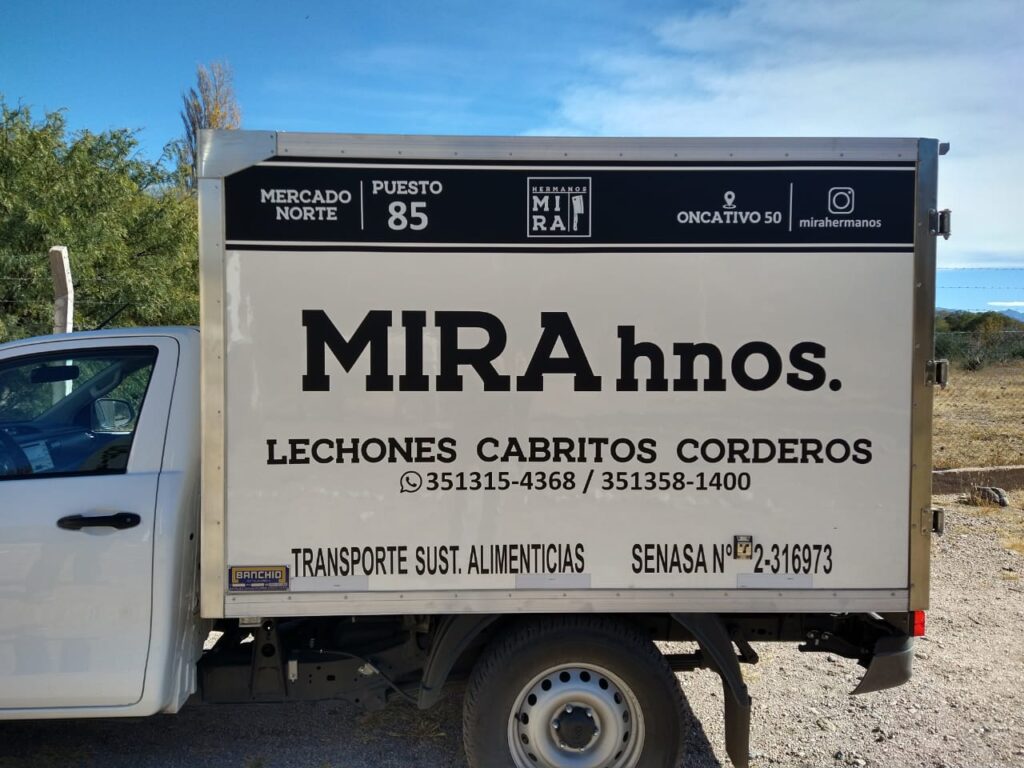 MERCADO NORTE
PUESTO 85
HERMANOS
MI
RA
ONCATIVO 50
mirahermanos
MIRA hnos.
LECHONES CABRITOS CORDEROS
351315-4368 / 351358-1400
TRANSPORTE SUST. ALIMENTICIAS SENASA Nº 2-316973
BANCHIO